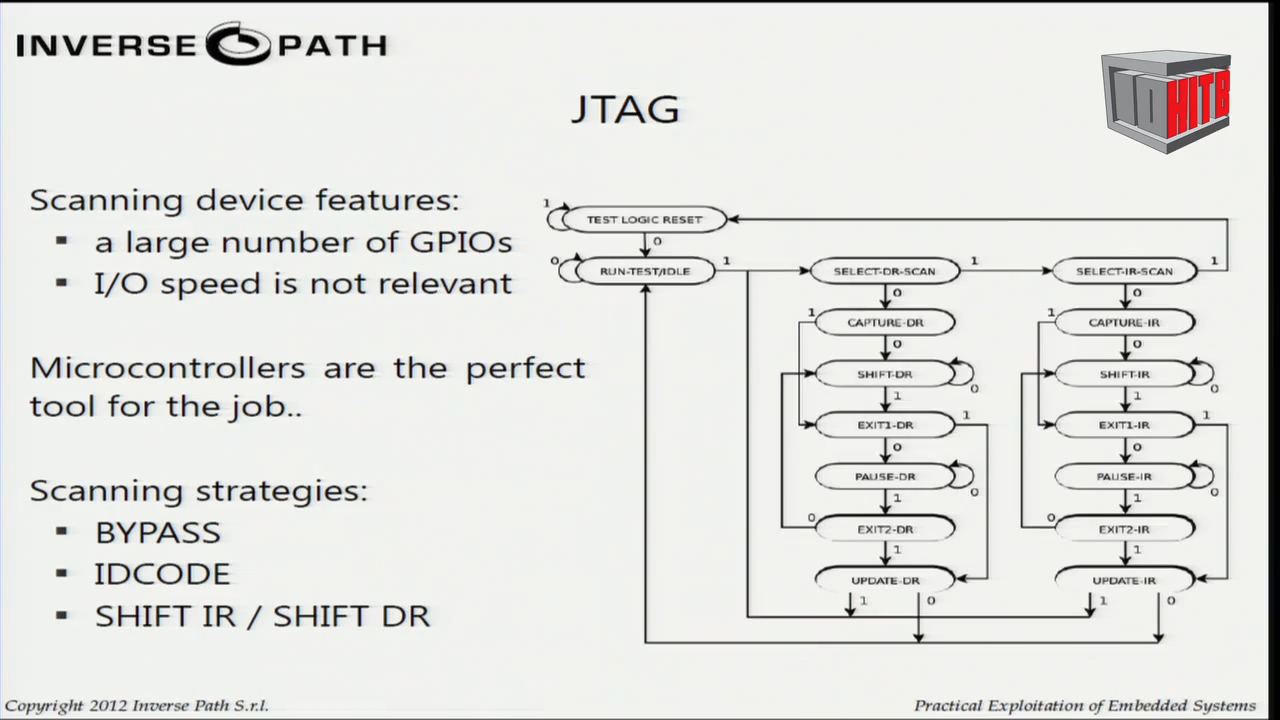 INVERSE PATH
HITB
JTAG
Scanning device features:
▪ a large number of GPIOs
▪ I/O speed is not relevant
Microcontrollers are the perfect
tool for the job..
Scanning strategies:
▪ BYPASS
▪ IDCODE
▪ SHIFT IR / SHIFT DR
1
TEST LOGIC RESET
0
0
RUN-TEST/IDLE
1
SELECT-DR-SCAN
1
SELECT-IR-SCAN
1
0
0
1
CAPTURE-DR
1
CAPTURE-IR
0
0
SHIFT-DR
0
SHIFT-IR
0
1
1
EXIT1-DR
1
EXIT1-IR
1
0
0
PAUSE-DR
0
PAUSE-IR
0
1
1
0
EXIT2-DR
0
EXIT2-IR
1
1
UPDATE-DR
UPDATE-IR
1
0
1
0
Copyright 2012 Inverse Path S.r.l.
Practical Exploitation of Embedded Systems